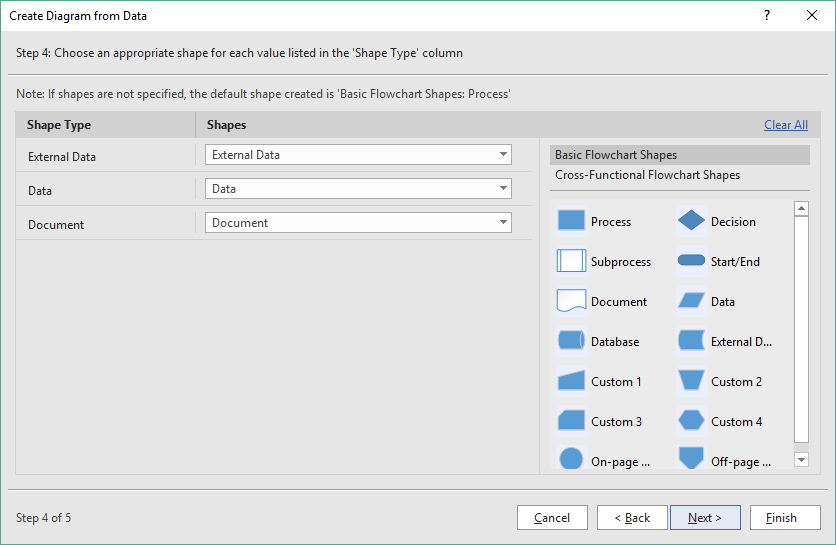 Create Diagram from Data
?
Step 4: Choose an appropriate shape for each value listed in the 'Shape Type' column
Note: If shapes are not specified, the default shape created is 'Basic Flowchart Shapes: Process'
Shape Type Shapes Clear All
External Data External Data
Data Data
Document Document
Basic Flowchart Shapes
Cross-Functional Flowchart Shapes
Process Decision
Subprocess Start/End
Document Data
Database External D...
Custom 1 Custom 2
Custom 3 Custom 4
On-page ... Off-page ...
Step 4 of 5 Cancel < Back Next > Finish